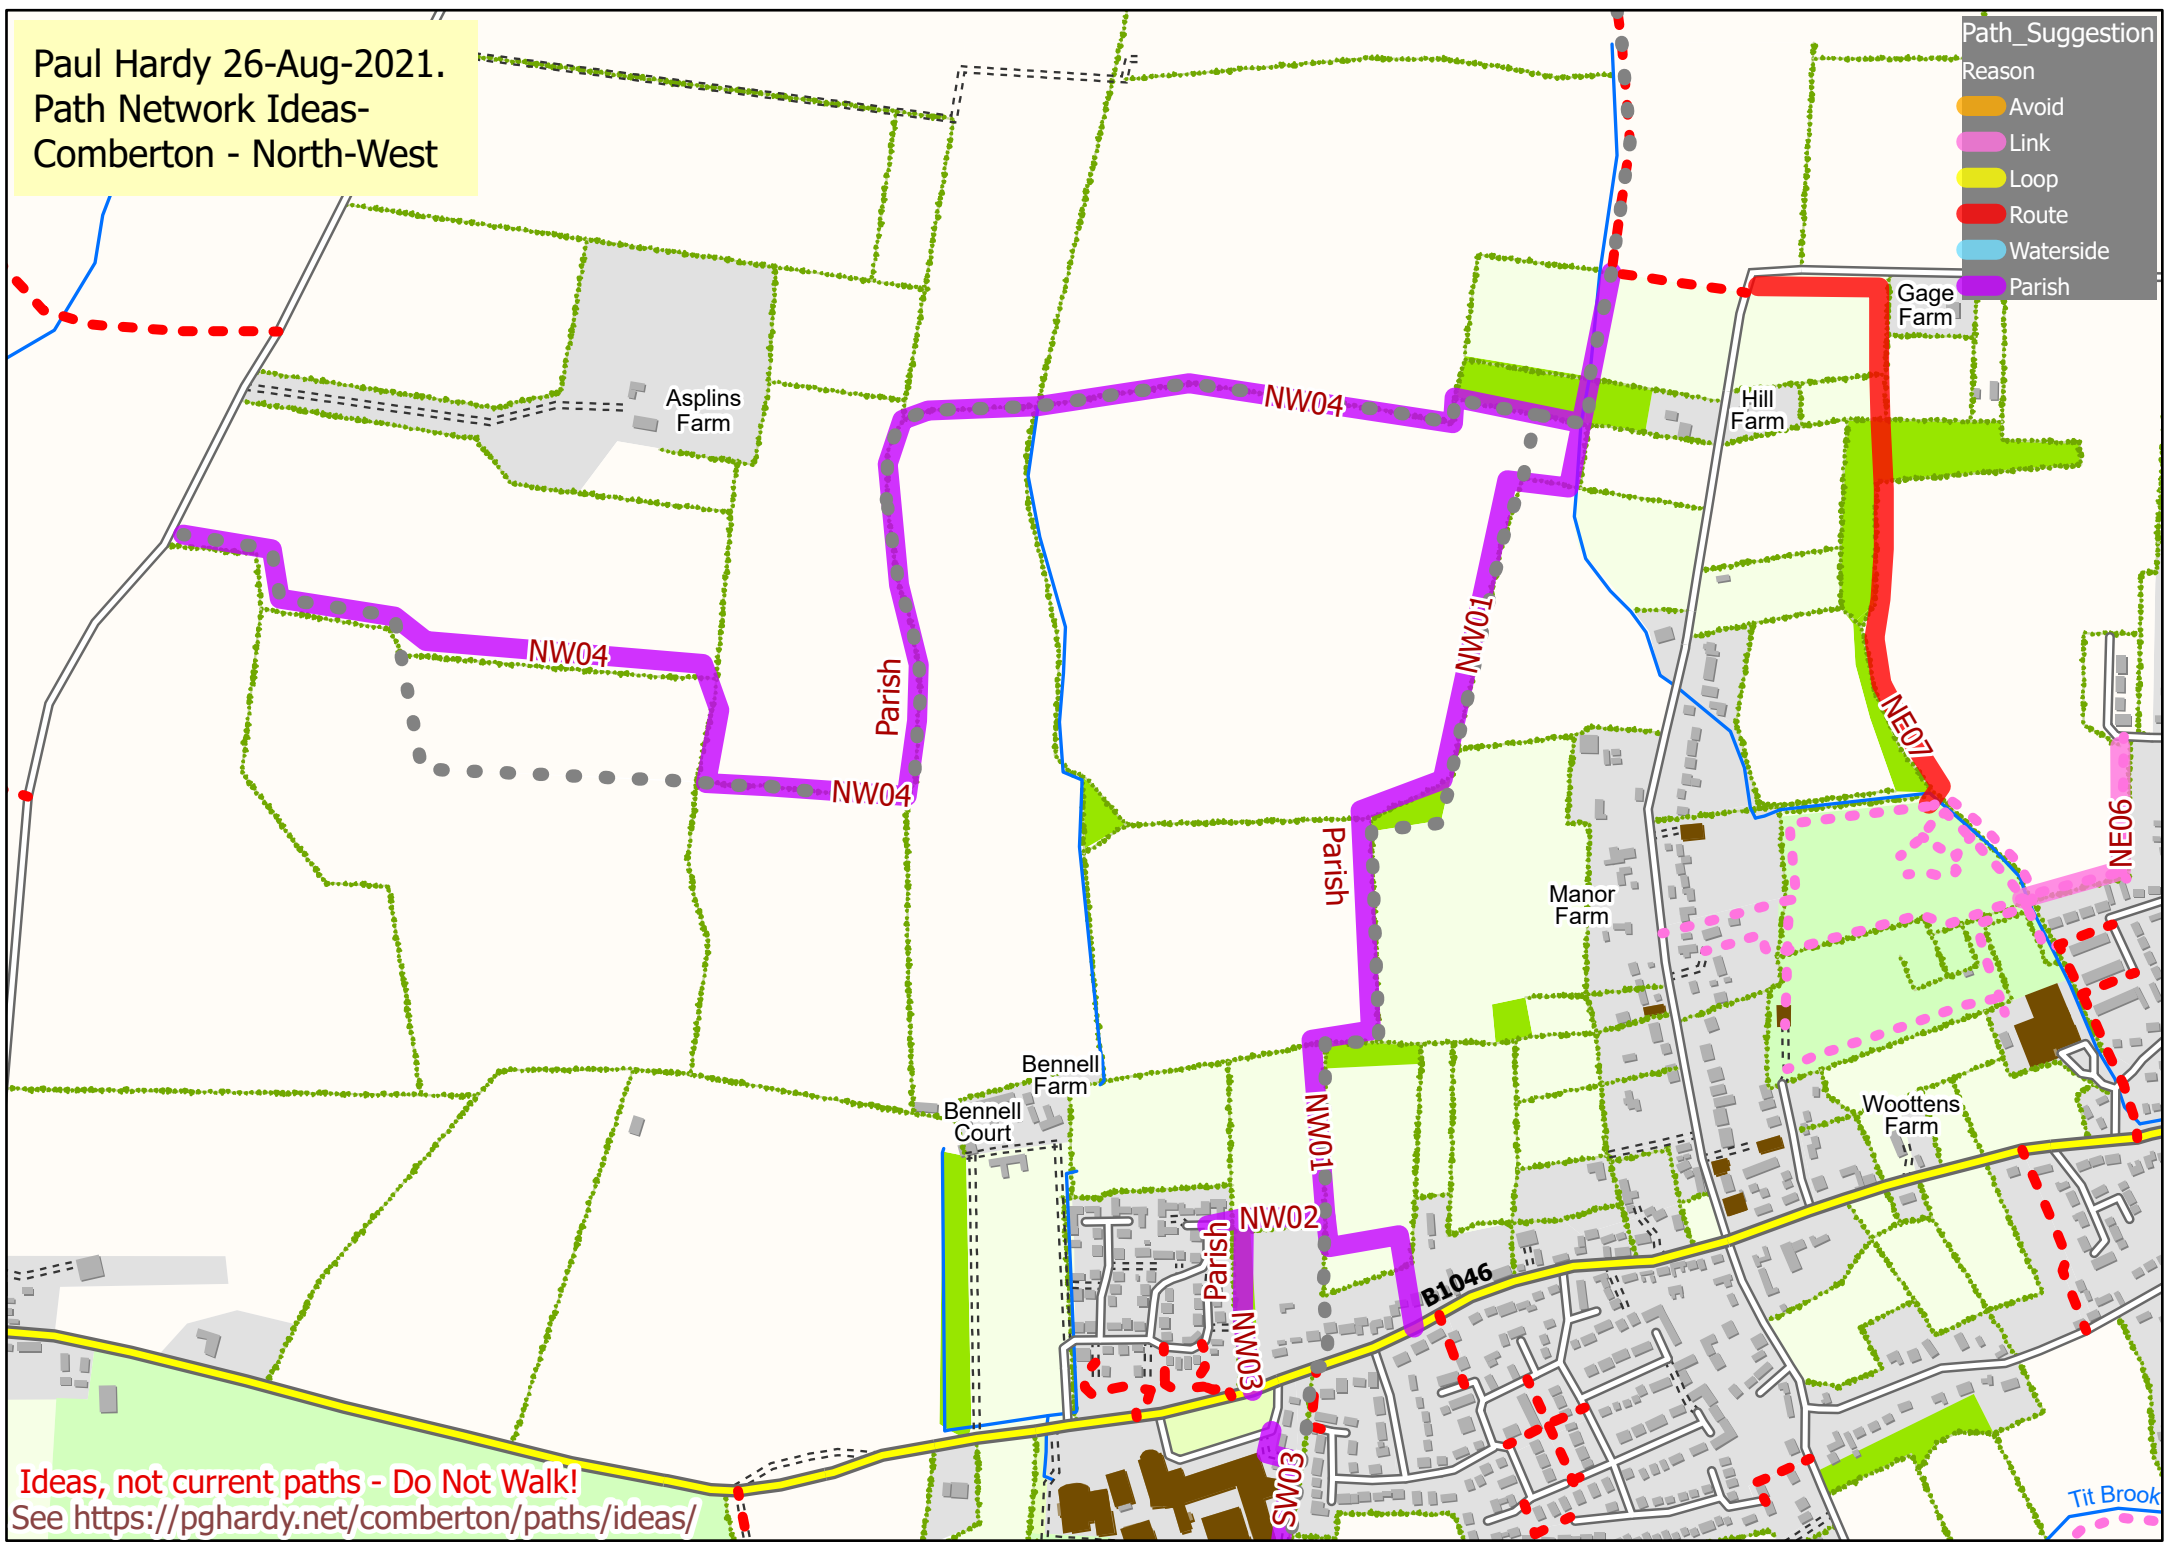 Paul Hardy 26-Aug-2021.
Path Network Ideas-
Comberton - North-West
Path_Suggestion
Reason
Avoid
Link
Loop
Route
Waterside
Parish
Gage
Farm
Asplins
Farm
NW04
Hill
Farm
NW01
NW04
Parish
NE07
NW04
Parish
NE06
Manor
Farm
Bennell
Farm
Bennell
Court
NW01
Woottens
Farm
NW02
Parish
B1046
NW03
SW03
Ideas, not current paths - Do Not Walk!
See https://pghardy.net/comberton/paths/ideas/
Tit Brook